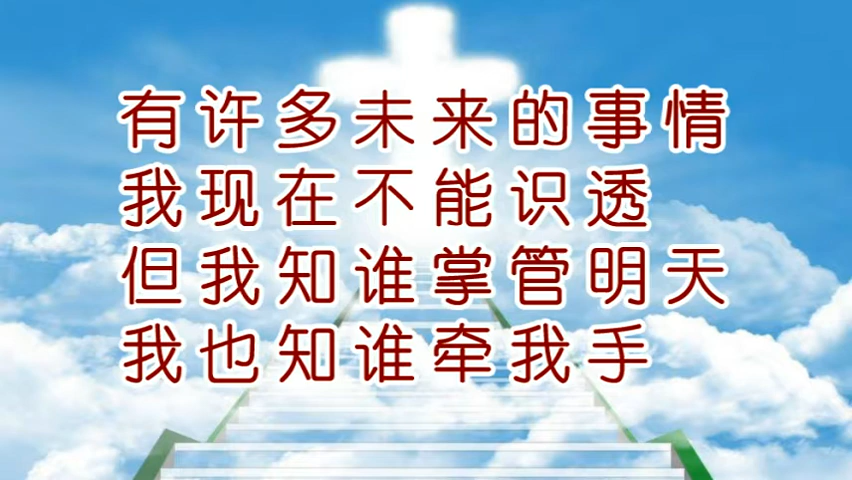 有许多未来的事情
我现在不能识透
但我知谁掌管明天
我也知谁牵我手